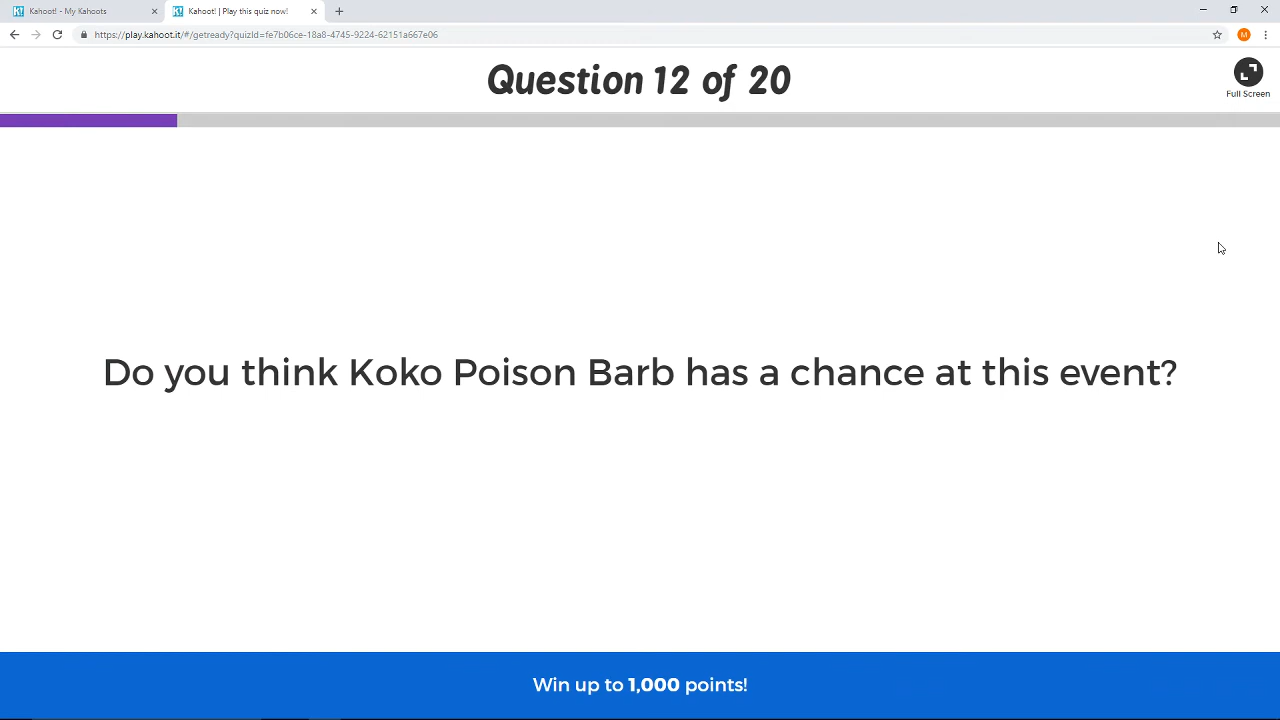 Kahoot! - My Kahoots
Kahoot! | Play this quiz now!
https://play.kahoot.it/#/getready?quizId=fe7b06ce-18a8-4745-9224-62151a667e06
M
Question 12 of 20
Full Screen
Do you think Koko Poison Barb has a chance at this event?
Win up to 1,000 points!